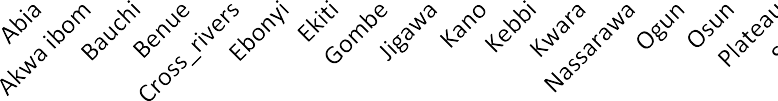 Abia
Akwa ibom
Bauchi
Benue
Cross_rivers
Ebonyi
Ekiti
Gombe
Jigawa
Kano
Kebbi
Kwara
Nassarawa
Ogun
Osun
Plateau